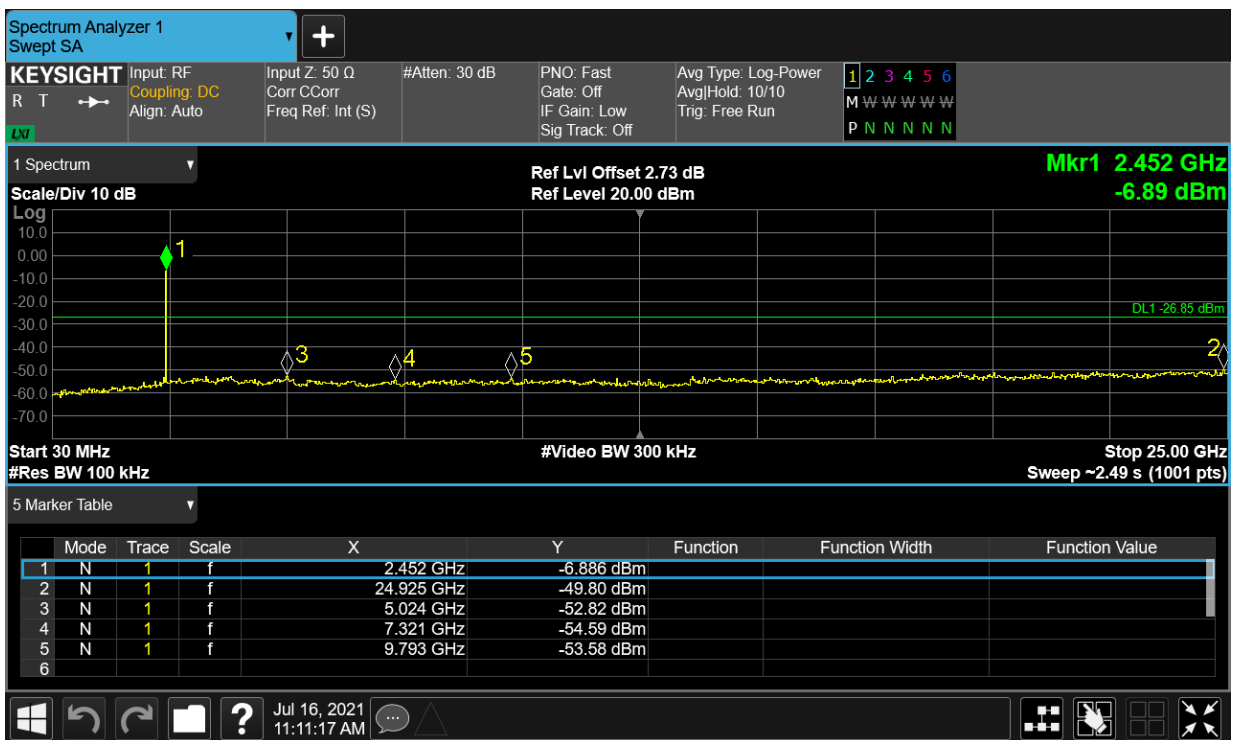 Spectrum Analyzer 1
Swept SA
KEYSIGHT
R T
LXI
Input: RF
Coupling: DC
Align: Auto
Input Z: 50 Ω
Corr CCorr
Freq Ref: Int (S)
#Atten: 30 dB
PNO: Fast
Gate: Off
IF Gain: Low
Sig Track: Off
Avg Type: Log-Power
Avg|Hold: 10/10
Trig: Free Run
1 2 3 4 5 6
M W W W W W
P N N N N N
1 Spectrum
Scale/Div 10 dB
Ref Lvl Offset 2.73 dB
Ref Level 20.00 dBm
Mkr1 2.452 GHz
-6.89 dBm
Log
10.0
0.00
-10.0
-20.0
-30.0
-40.0
-50.0
-60.0
-70.0
1
3
4
5
2
DL1 -26.85 dBm
Start 30 MHz
#Video BW 300 kHz
Stop 25.00 GHz
#Res BW 100 kHz
Sweep ~2.49 s (1001 pts)
5 Marker Table
Mode Trace Scale X Y Function Function Width Function Value
1 N 1 f 2.452 GHz -6.886 dBm
2 N 1 f 24.925 GHz -49.80 dBm
3 N 1 f 5.024 GHz -52.82 dBm
4 N 1 f 7.321 GHz -54.59 dBm
5 N 1 f 9.793 GHz -53.58 dBm
6
?
Jul 16, 2021
11:11:17 AM